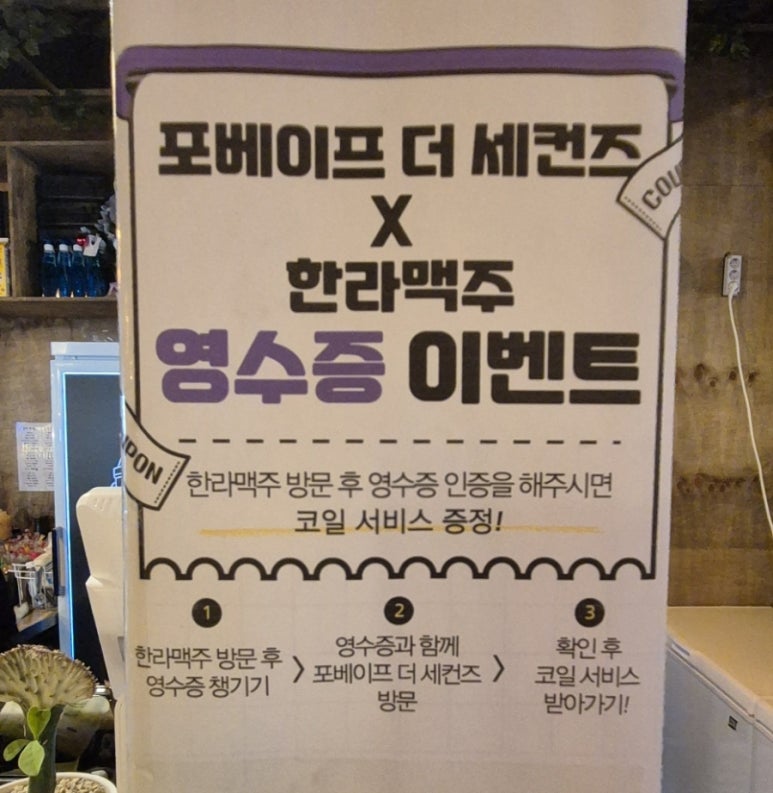 포베이프 더 세컨즈
X
한라맥주
영수증 이벤트
COU
UPON
한라맥주 방문 후 영수증 인증을 해주시면
코일 서비스 증정!
1
한라맥주 방문 후
영수증 챙기기
>
2
영수증과 함께
포베이프 더 세컨즈
방문
>
3
확인 후
코일 서비스
받아가기!